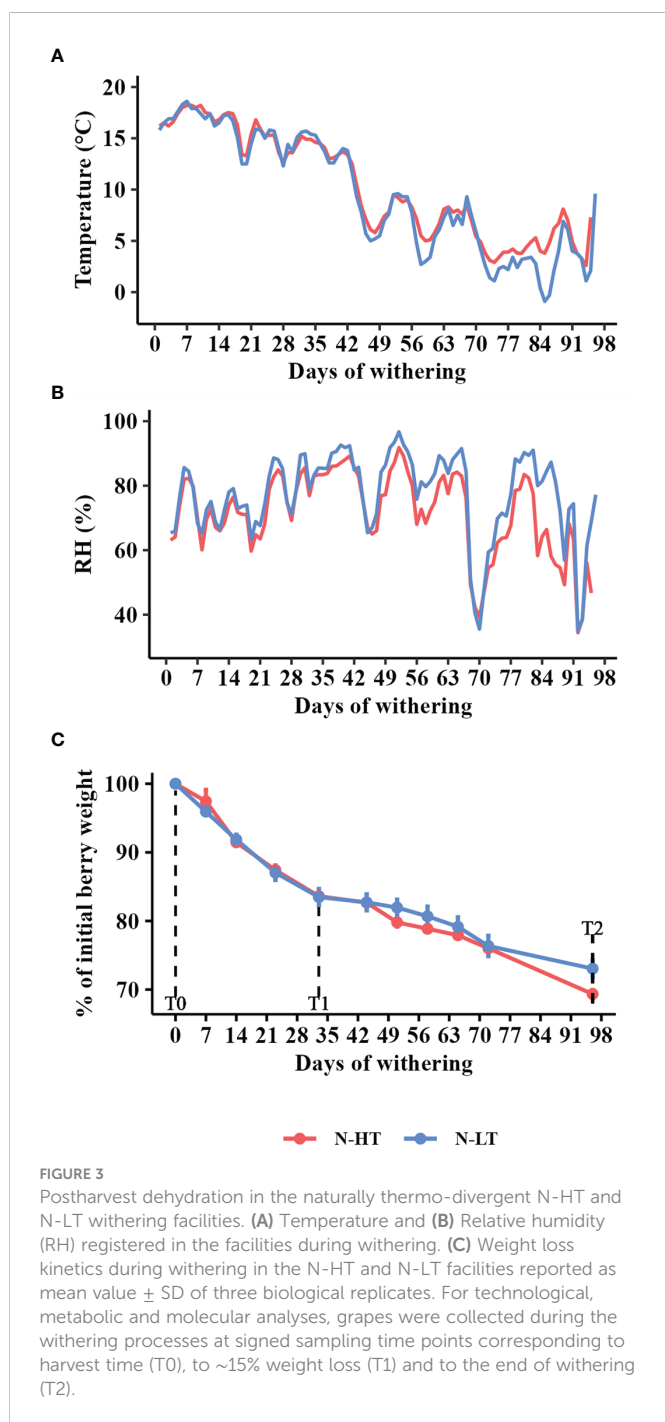 A
20
15
10
5
0
Temperature (°C)
0 7 14 21 28 35 42 49 56 63 70 77 84 91 98
Days of withering
B
100
80
60
40
RH (%)
0 7 14 21 28 35 42 49 56 63 70 77 84 91 98
Days of withering
C
100
90
80
70
% of initial berry weight
T0
T1
T2
0 7 14 21 28 35 42 49 56 63 70 77 84 91 98
Days of withering
N-HT N-LT
FIGURE 3
Postharvest dehydration in the naturally thermo-divergent N-HT and
N-LT withering facilities. (A) Temperature and (B) Relative humidity
(RH) registered in the facilities during withering. (C) Weight loss
kinetics during withering in the N-HT and N-LT facilities reported as
mean value ± SD of three biological replicates. For technological,
metabolic and molecular analyses, grapes were collected during the
withering processes at signed sampling time points corresponding to
harvest time (T0), to ~15% weight loss (T1) and to the end of withering
(T2).